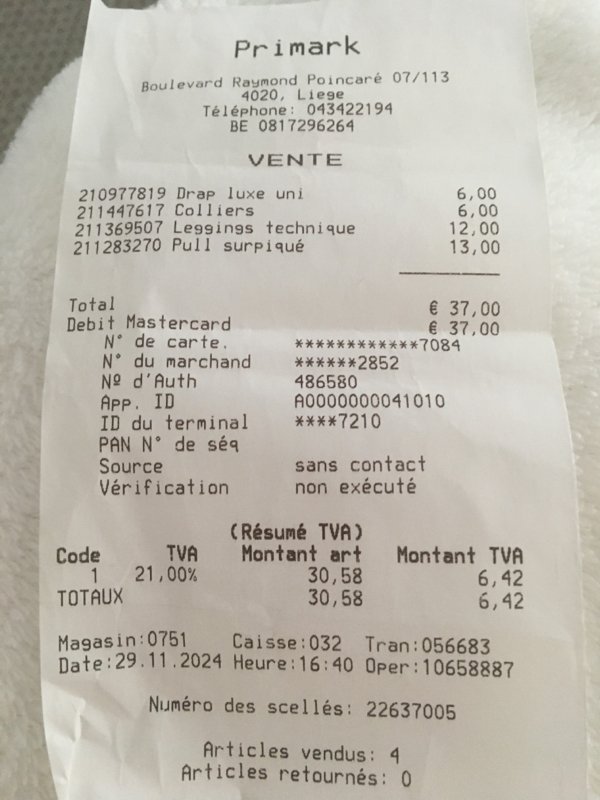 Primark
Boulevard Raymond Poincaré 07/113
4020, Liege
Téléphone: 043422194
BE 0817296264
VENTE
210977819 Drap luxe uni 6,00
211447617 Colliers 6,00
211369507 Leggings technique 12,00
211283270 Pull surpiqué 13,00
Total € 37,00
Debit Mastercard € 37,00
N° de carte. ************7084
N° du marchand ******2852
Nº d'Auth 486580
App. ID A0000000041010
ID du terminal ****7210
PAN N° de séq
Source sans contact
Vérification non exécuté
(Résumé TVA)
Code TVA Montant art Montant TVA
1 21,00% 30,58 6,42
TOTAUX 30,58 6,42
Magasin:0751 Caisse:032 Tran:056683
Date:29.11.2024 Heure:16:40 Oper:10658887
Numéro des scellés: 22637005
Articles vendus: 4
Articles retournés: 0